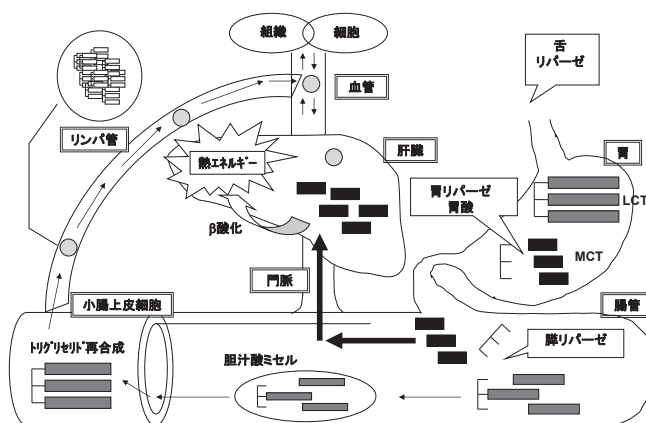 組織
細胞
舌
リパーゼ
血管
リンパ管
肝臓
胃
熱エネルギー
胃リパーゼ
胃酸
LCT
β酸化
MCT
門脈
小腸上皮細胞
腸管
トリグリセリド再合成
膵リパーゼ
胆汁酸ミセル